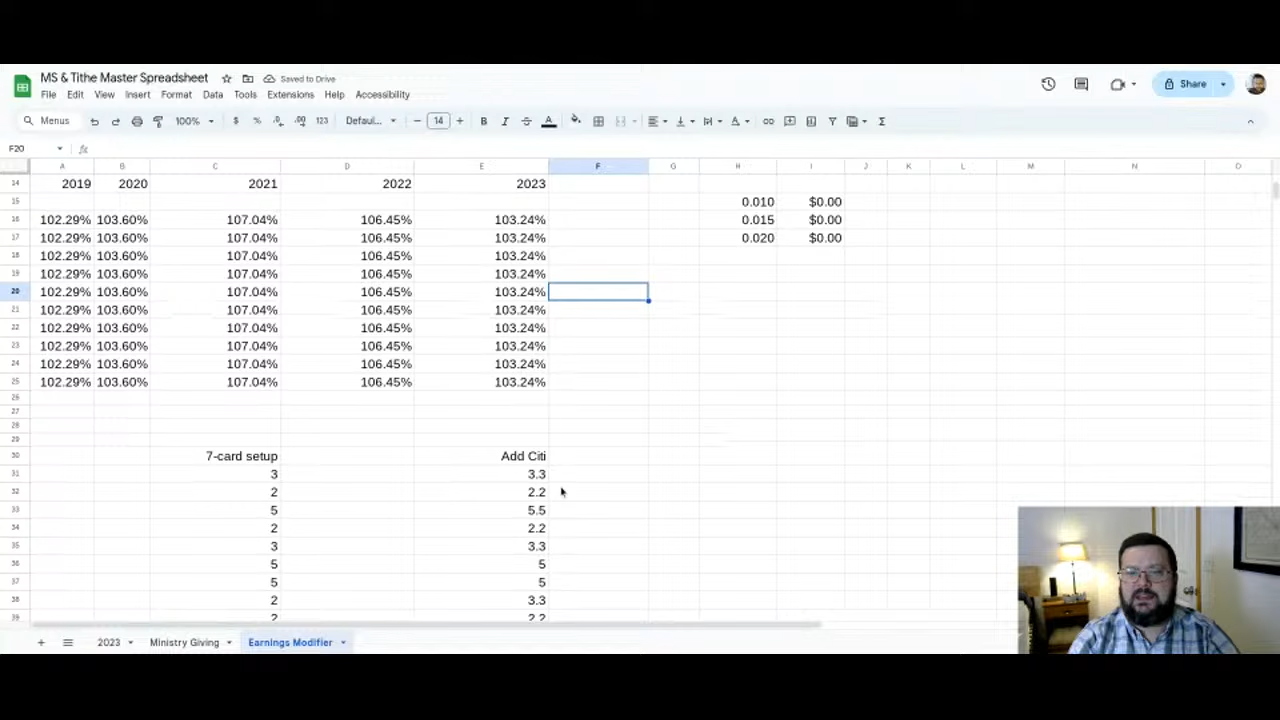 MS & Tithe Master Spreadsheet Saved to Drive
File Edit View Insert Format Data Tools Extensions Help Accessibility
Share
Menus 100% $ % .0 .00 123 Defaul... 14 B I A
F20 fx
A B C D E F G H I J K L M N O
14 2019 2020 2021 2022 2023
15 0.010 $0.00
16 102.29% 103.60% 107.04% 106.45% 103.24% 0.015 $0.00
17 102.29% 103.60% 107.04% 106.45% 103.24% 0.020 $0.00
18 102.29% 103.60% 107.04% 106.45% 103.24%
19 102.29% 103.60% 107.04% 106.45% 103.24%
20 102.29% 103.60% 107.04% 106.45% 103.24%
21 102.29% 103.60% 107.04% 106.45% 103.24%
22 102.29% 103.60% 107.04% 106.45% 103.24%
23 102.29% 103.60% 107.04% 106.45% 103.24%
24 102.29% 103.60% 107.04% 106.45% 103.24%
25 102.29% 103.60% 107.04% 106.45% 103.24%
26
27
28
29
30 7-card setup Add Citi
31 3 3.3
32 2 2.2
33 5 5.5
34 2 2.2
35 3 3.3
36 5 5
37 5 5
38 2 3.3
39 2 2.2
2023 Ministry Giving Earnings Modifier